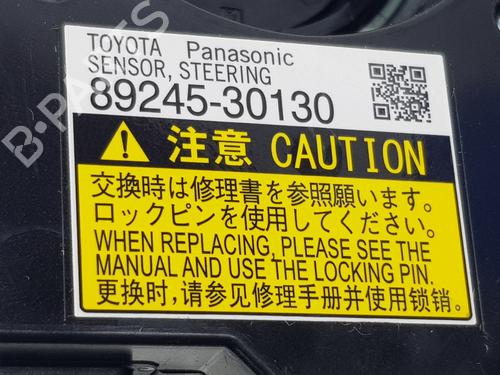 TOYOTA Panasonic
SENSOR, STEERING
89245-30130
注意 CAUTION
交換時は修理書を参照願います。
ロックピンを使用してください。
WHEN REPLACING, PLEASE SEE THE
MANUAL AND USE THE LOCKING PIN.
更换时,请参见修理手册并使用锁销。
B-PARTS